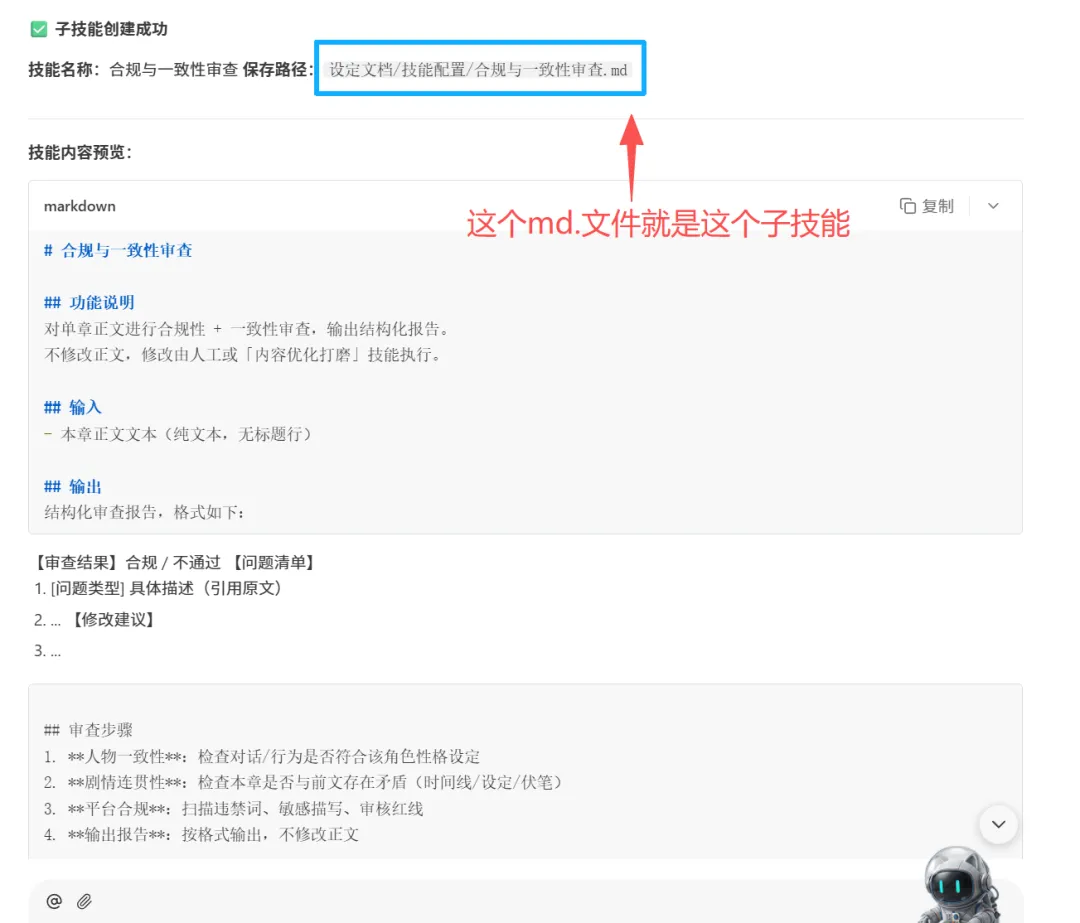 ✅ 子技能创建成功
技能名称：合规与一致性审查 保存路径： 设定文档/技能配置/合规与一致性审查.md
技能内容预览：
markdown 复制
这个md.文件就是这个子技能
# 合规与一致性审查
## 功能说明
对单章正文进行合规性 + 一致性审查，输出结构化报告。
不修改正文，修改由人工或「内容优化打磨」技能执行。
## 输入
- 本章正文文本（纯文本，无标题行）
## 输出
结构化审查报告，格式如下：
【审查结果】合规 / 不通过 【问题清单】
1. [问题类型] 具体描述（引用原文）
2. ... 【修改建议】
3. ...
## 审查步骤
1. **人物一致性**：检查对话/行为是否符合该角色性格设定
2. **剧情连贯性**：检查本章是否与前文存在矛盾（时间线/设定/伏笔）
3. **平台合规**：扫描违禁词、敏感描写、审核红线
4. **输出报告**：按格式输出，不修改正文
@